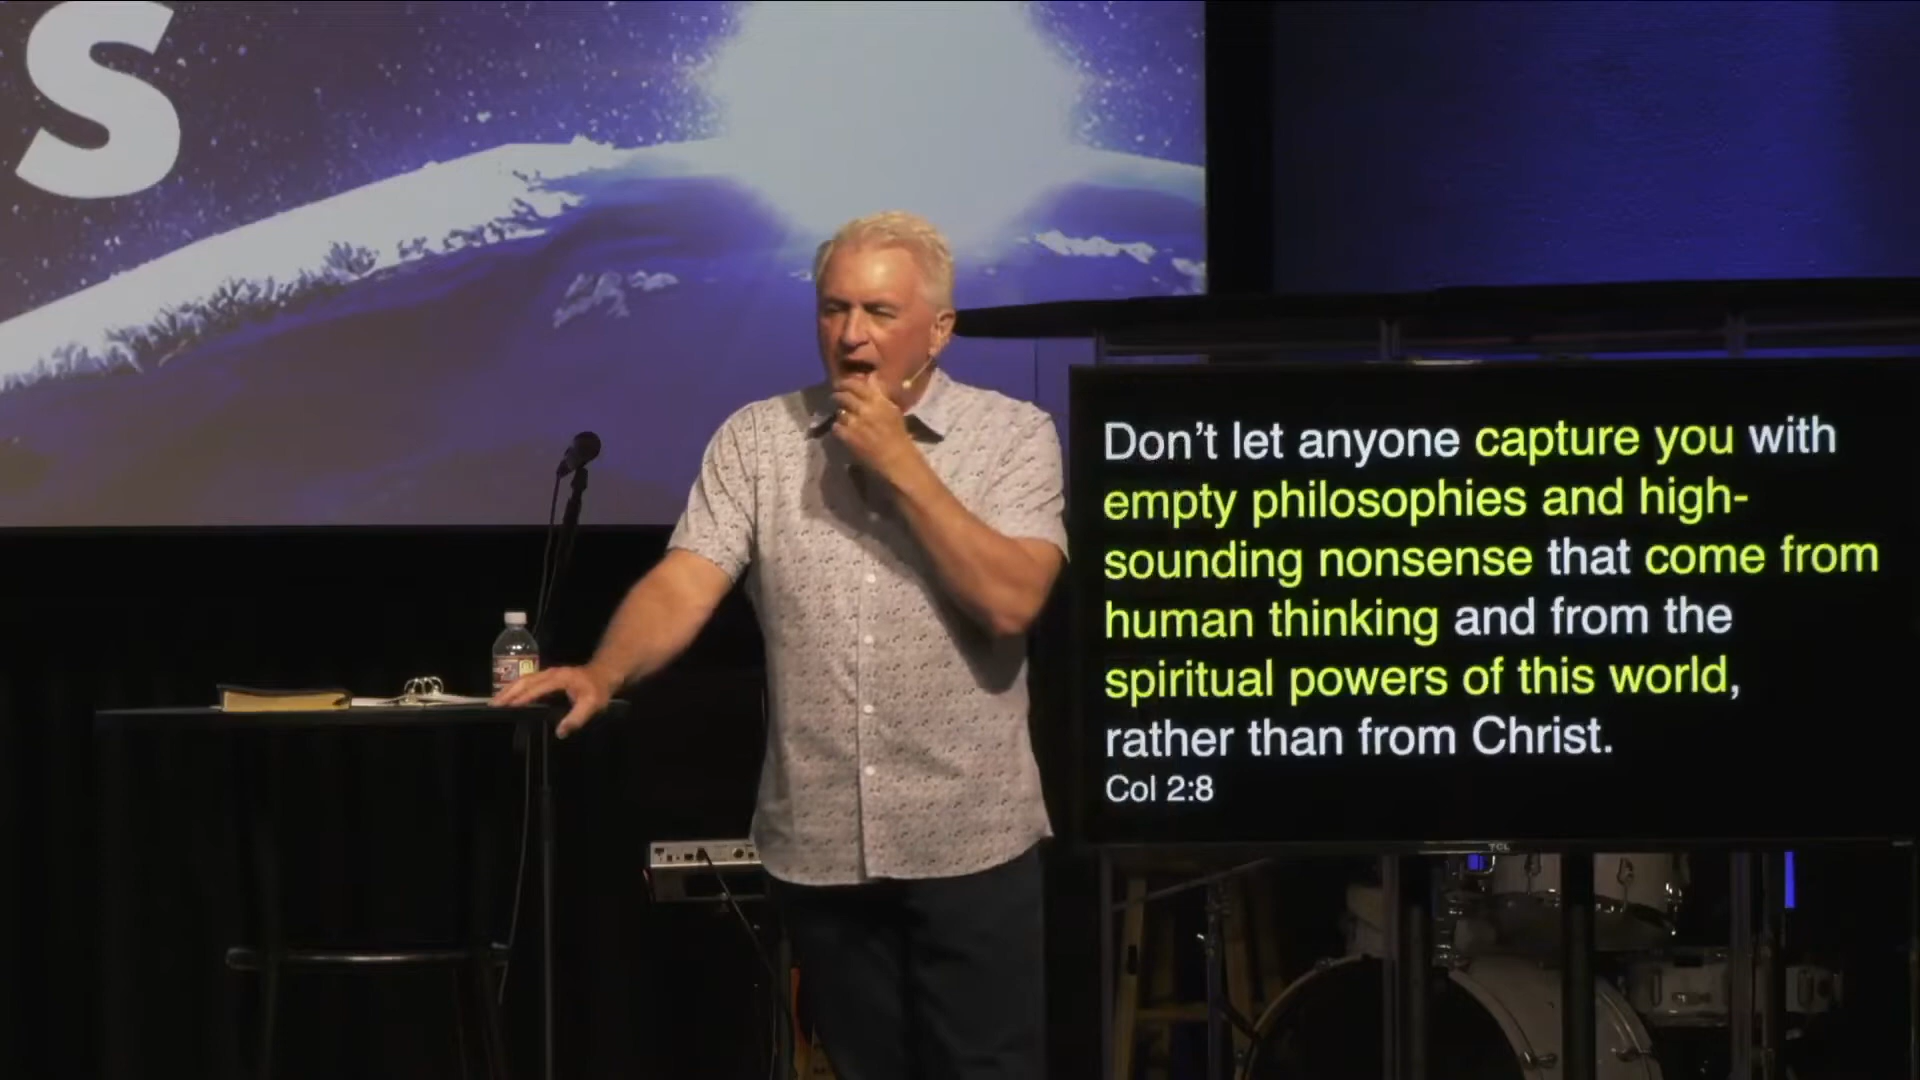 S
Don't let anyone capture you with
empty philosophies and high-
sounding nonsense that come from
human thinking and from the
spiritual powers of this world,
rather than from Christ.
Col 2:8
TCL